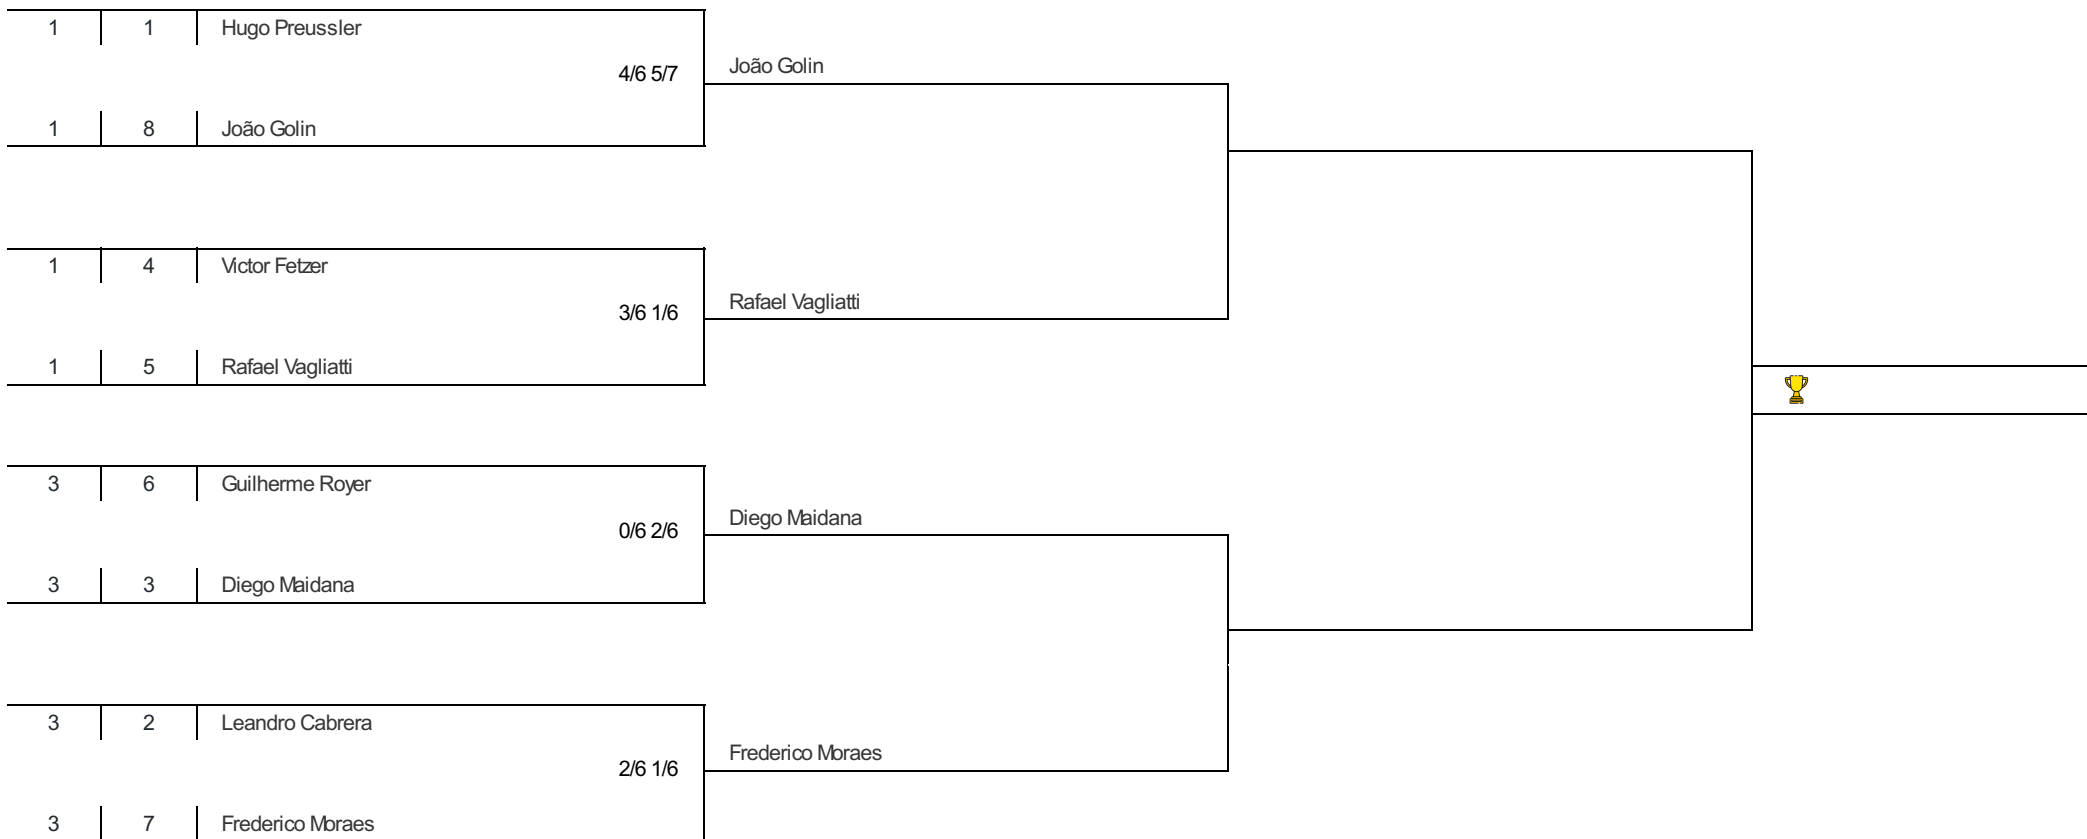 1 1 Hugo Preussler
4/6 5/7
João Golin
1 8 João Golin
1 4 Victor Fetzer
3/6 1/6
Rafael Vagliatti
1 5 Rafael Vagliatti
3 6 Guilherme Royer
0/6 2/6
Diego Maidana
3 3 Diego Maidana
3 2 Leandro Cabrera
2/6 1/6
Frederico Moraes
3 7 Frederico Moraes